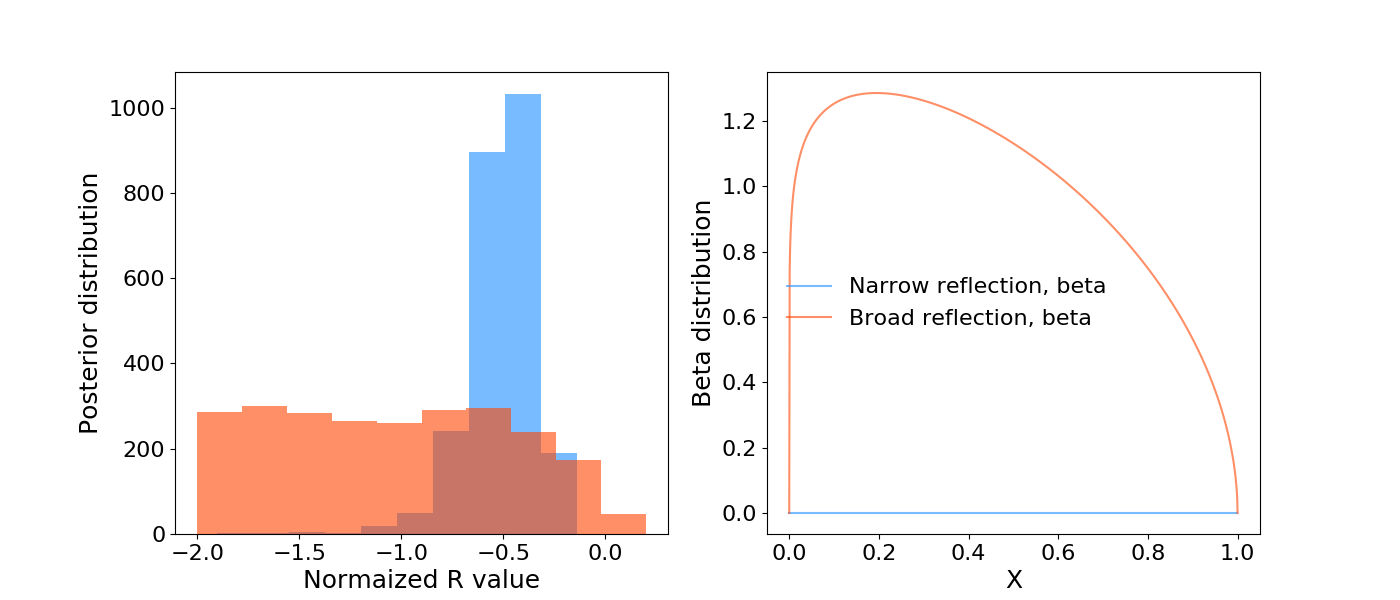 Posterior distribution
1000
800
600
400
200
0
−2.0 −1.5 −1.0 −0.5 0.0
Normaized R value
Beta distribution
1.2
1.0
0.8
0.6
0.4
0.2
0.0
Narrow reflection, beta
Broad reflection, beta
0.0 0.2 0.4 0.6 0.8 1.0
X